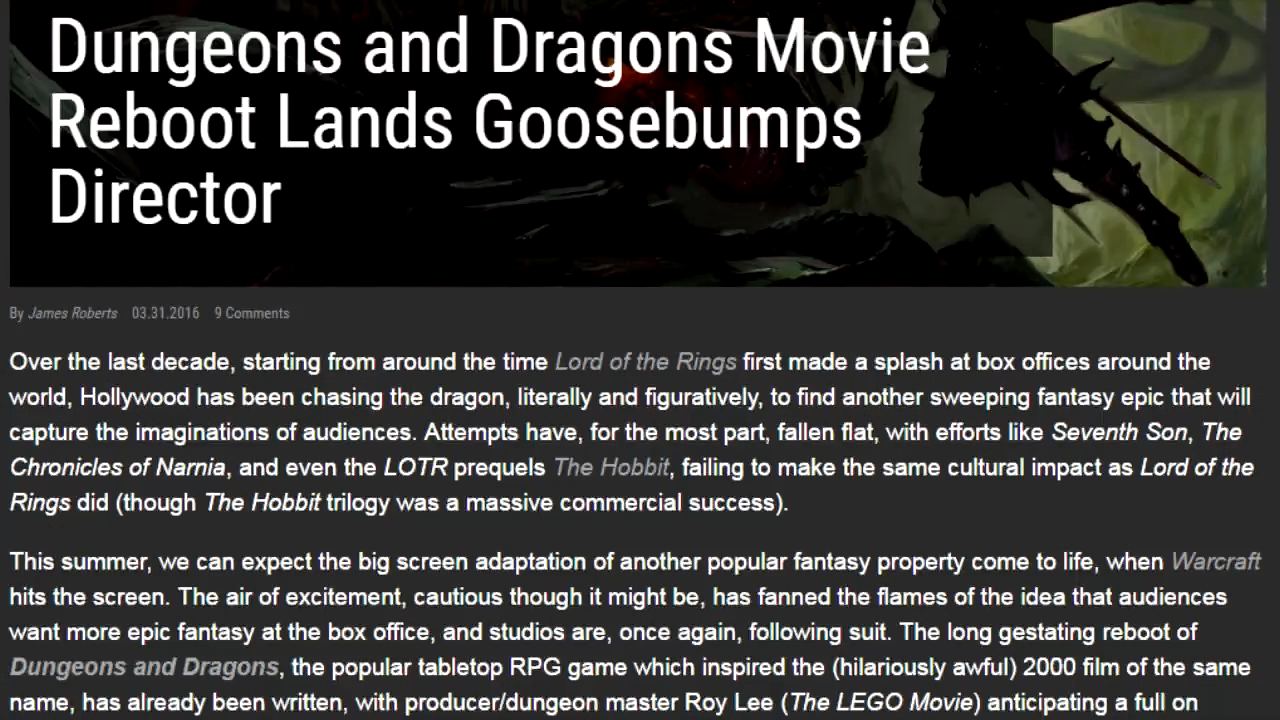 Dungeons and Dragons Movie
Reboot Lands Goosebumps
Director
By James Roberts 03.31.2016 9 Comments
Over the last decade, starting from around the time Lord of the Rings first made a splash at box offices around the
world, Hollywood has been chasing the dragon, literally and figuratively, to find another sweeping fantasy epic that will
capture the imaginations of audiences. Attempts have, for the most part, fallen flat, with efforts like Seventh Son, The
Chronicles of Narnia, and even the LOTR prequels The Hobbit, failing to make the same cultural impact as Lord of the
Rings did (though The Hobbit trilogy was a massive commercial success).
This summer, we can expect the big screen adaptation of another popular fantasy property come to life, when Warcraft
hits the screen. The air of excitement, cautious though it might be, has fanned the flames of the idea that audiences
want more epic fantasy at the box office, and studios are, once again, following suit. The long gestating reboot of
Dungeons and Dragons, the popular tabletop RPG game which inspired the (hilariously awful) 2000 film of the same
name, has already been written, with producer/dungeon master Roy Lee (The LEGO Movie) anticipating a full on